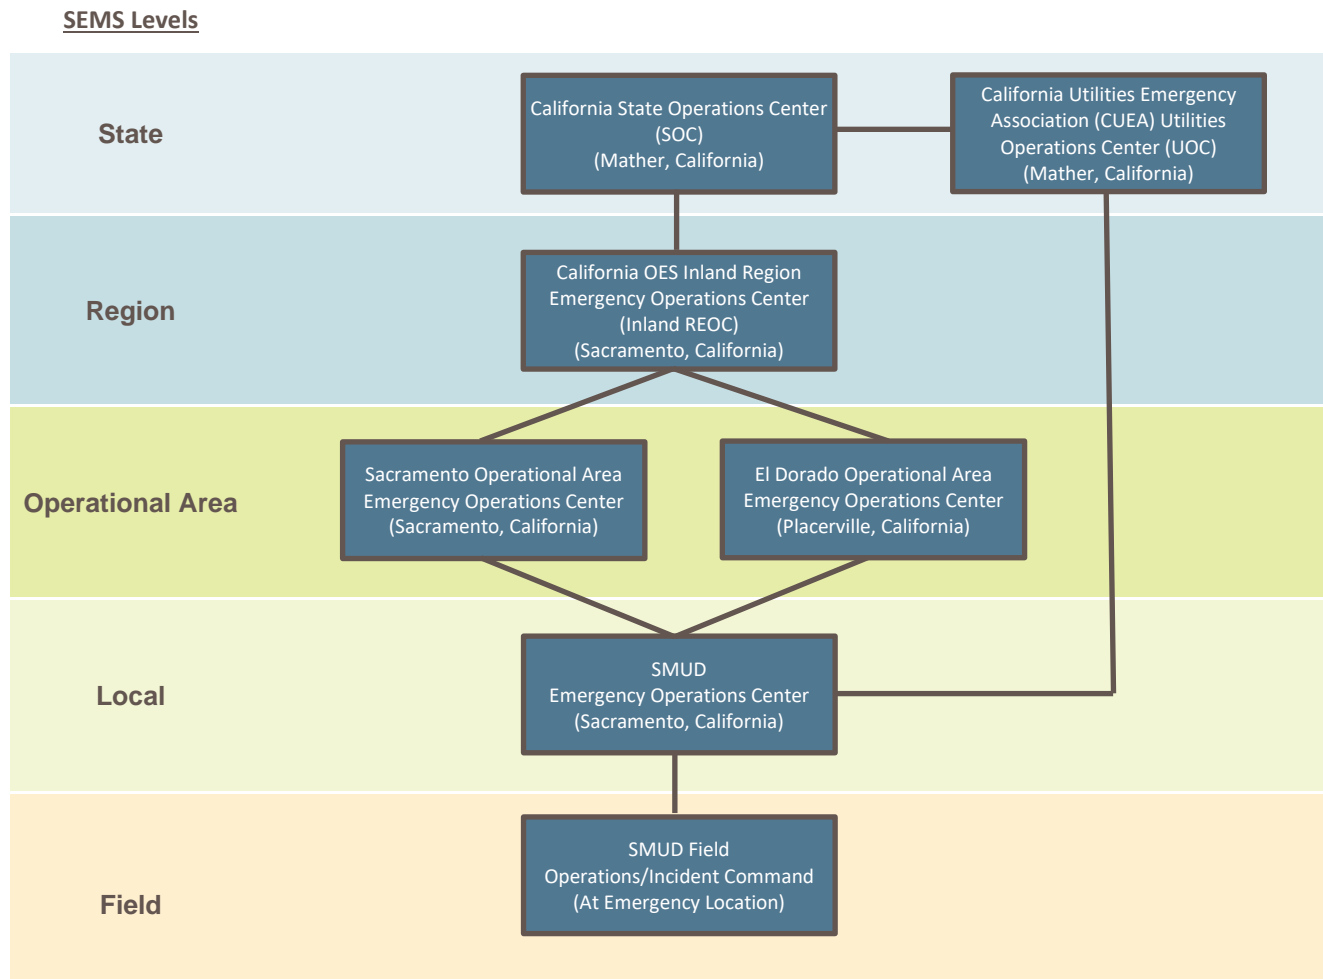 SEMS Levels
State
California State Operations Center
(SOC)
(Mather, California)
California Utilities Emergency
Association (CUEA) Utilities
Operations Center (UOC)
(Mather, California)
Region
California OES Inland Region
Emergency Operations Center
(Inland REOC)
(Sacramento, California)
Operational Area
Sacramento Operational Area
Emergency Operations Center
(Sacramento, California)
El Dorado Operational Area
Emergency Operations Center
(Placerville, California)
Local
SMUD
Emergency Operations Center
(Sacramento, California)
Field
SMUD Field
Operations/Incident Command
(At Emergency Location)